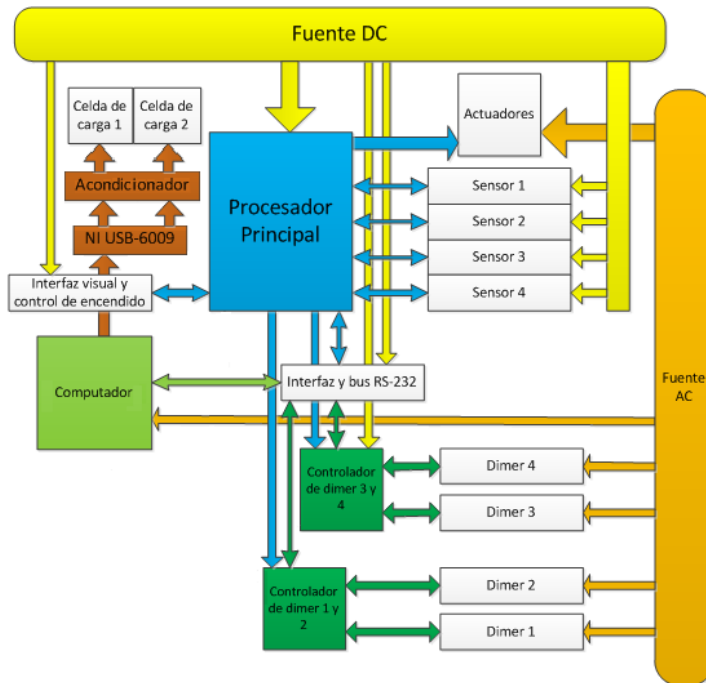 Fuente DC
Celda de
carga 1
Celda de
carga 2
Actuadores
Acondicionador
Procesador
Principal
Sensor 1
Sensor 2
Sensor 3
Sensor 4
NI USB-6009
Interfaz visual y
control de encendido
Computador
Interfaz y bus RS-232
Fuente
AC
Controlador
de dimer 3 y
4
Dimer 4
Dimer 3
Controlador
de dimer 1 y
2
Dimer 2
Dimer 1